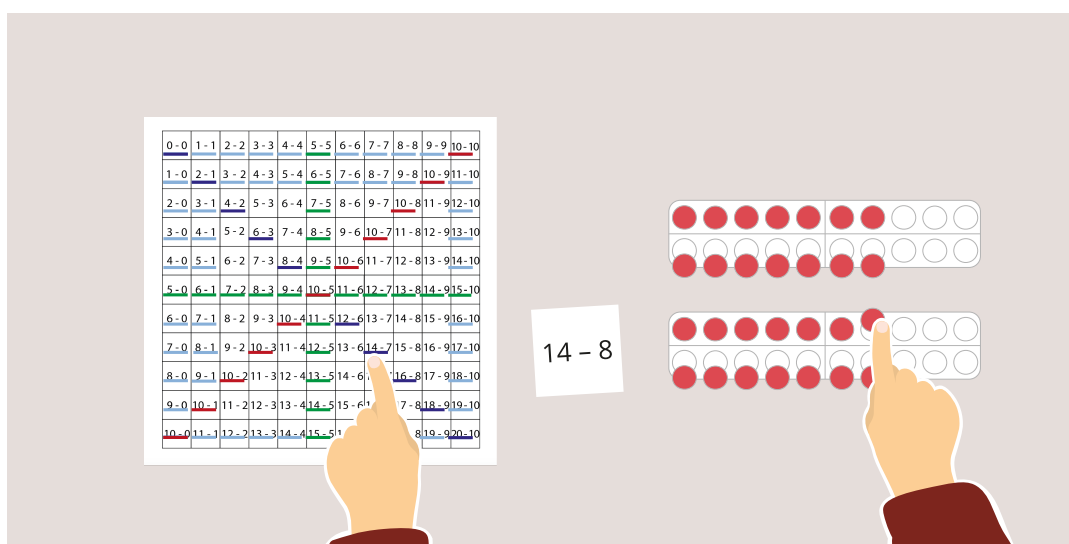 0 - 0 1 - 1 2 - 2 3 - 3 4 - 4 5 - 5 6 - 6 7 - 7 8 - 8 9 - 9 10 - 10
1 - 0 2 - 1 3 - 2 4 - 3 5 - 4 6 - 5 7 - 6 8 - 7 9 - 8 10 - 9 11 - 10
2 - 0 3 - 1 4 - 2 5 - 3 6 - 4 7 - 5 8 - 6 9 - 7 10 - 8 11 - 9 12 - 10
3 - 0 4 - 1 5 - 2 6 - 3 7 - 4 8 - 5 9 - 6 10 - 7 11 - 8 12 - 9 13 - 10
4 - 0 5 - 1 6 - 2 7 - 3 8 - 4 9 - 5 10 - 6 11 - 7 12 - 8 13 - 9 14 - 10
5 - 0 6 - 1 7 - 2 8 - 3 9 - 4 10 - 5 11 - 6 12 - 7 13 - 8 14 - 9 15 - 10
6 - 0 7 - 1 8 - 2 9 - 3 10 - 4 11 - 5 12 - 6 13 - 7 14 - 8 15 - 9 16 - 10
7 - 0 8 - 1 9 - 2 10 - 3 11 - 4 12 - 5 13 - 6 14 - 7 15 - 8 16 - 9 17 - 10
8 - 0 9 - 1 10 - 2 11 - 3 12 - 4 13 - 5 14 - 6 16 - 8 17 - 9 18 - 10
9 - 0 10 - 1 11 - 2 12 - 3 13 - 4 14 - 5 15 - 6 7 - 8 18 - 9 19 - 10
10 - 0 11 - 1 12 - 2 13 - 3 14 - 4 15 - 5 8 19 - 9 20 - 10
14 - 8